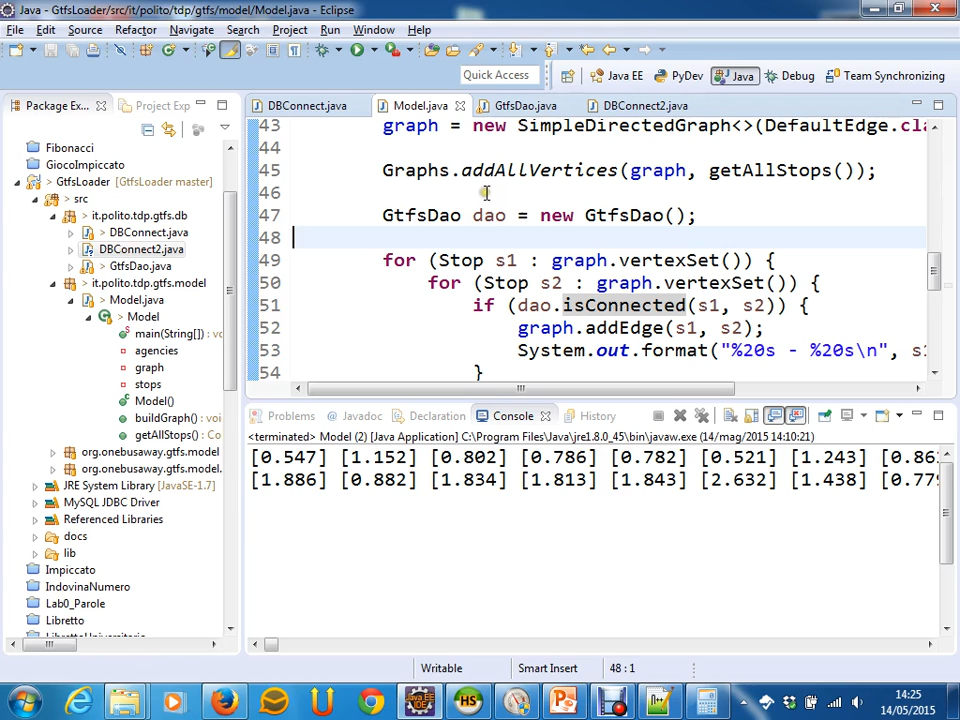 Java - GtfsLoader/src/it/polito/tdp/gtfs/model/Model.java - Eclipse
File Edit Source Refactor Navigate Search Project Run Window Help
Quick Access Java EE PyDev Java Debug Team Synchronizing
Package Ex... Project Exp
DBConnect.java Model.java GtfsDao.java DBConnect2.java
Fibonacci
GiocoImpiccato
GtfsLoader [GtfsLoader master]
src
it.polito.tdp.gtfs.db
DBConnect.java
DBConnect2.java
GtfsDao.java
it.polito.tdp.gtfs.model
Model.java
Model
main(String[]) : vo
agencies
graph
stops
Model()
buildGraph() : vo
getAllStops() : Co
org.onebusaway.gtfs.model
org.onebusaway.gtfs.model.
JRE System Library [JavaSE-1.7]
MySQL JDBC Driver
Referenced Libraries
docs
lib
Impiccato
IndovinaNumero
Lab0_Parole
Libretto
LibrettoUniversitario
43 graph = new SimpleDirectedGraph<>(DefaultEdge.cla
44
45 Graphs.addAllVertices(graph, getAllStops());
46
47 GtfsDao dao = new GtfsDao();
48
49 for (Stop s1 : graph.vertexSet()) {
50 for (Stop s2 : graph.vertexSet()) {
51 if (dao.isConnected(s1, s2)) {
52 graph.addEdge(s1, s2);
53 System.out.format("%20s - %20s\n", s1
54 }
Problems Javadoc Declaration Console History
<terminated> Model (2) [Java Application] C:\Program Files\Java\jre1.8.0_45\bin\javaw.exe (14/mag/2015 14:10:21)
[0.547] [1.152] [0.802] [0.786] [0.782] [0.521] [1.243] [0.86
[1.886] [0.882] [1.834] [1.813] [1.843] [2.632] [1.438] [0.779
Writable Smart Insert 48 : 1
14:25
14/05/2015